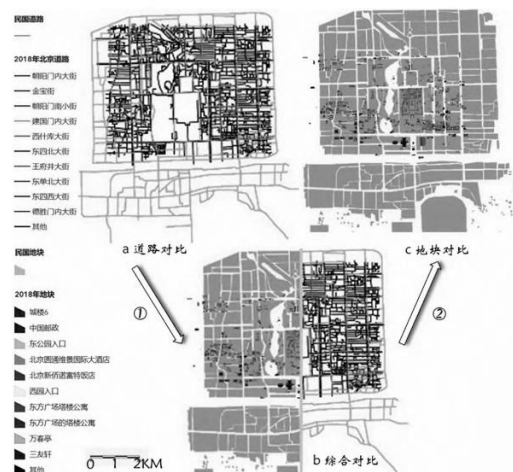 民国道路
2018年北京道路
朝阳门内大街
金宝街
朝阳门南小街
建国门内大街
西什库大街
东四北大街
王府井大街
东单北大街
东四西大街
德胜门内大街
其他
a 道路对比
c 地块对比
民国地块
2018年地块
城楼6
中国邮政
东公园入口
北京国通维景国际大酒店
北京新侨诺富特饭店
西园入口
东方广场塔楼公寓
东方广场的塔楼公寓
万春亭
三友轩
其他
①
②
0 1 2KM
b 综合对比